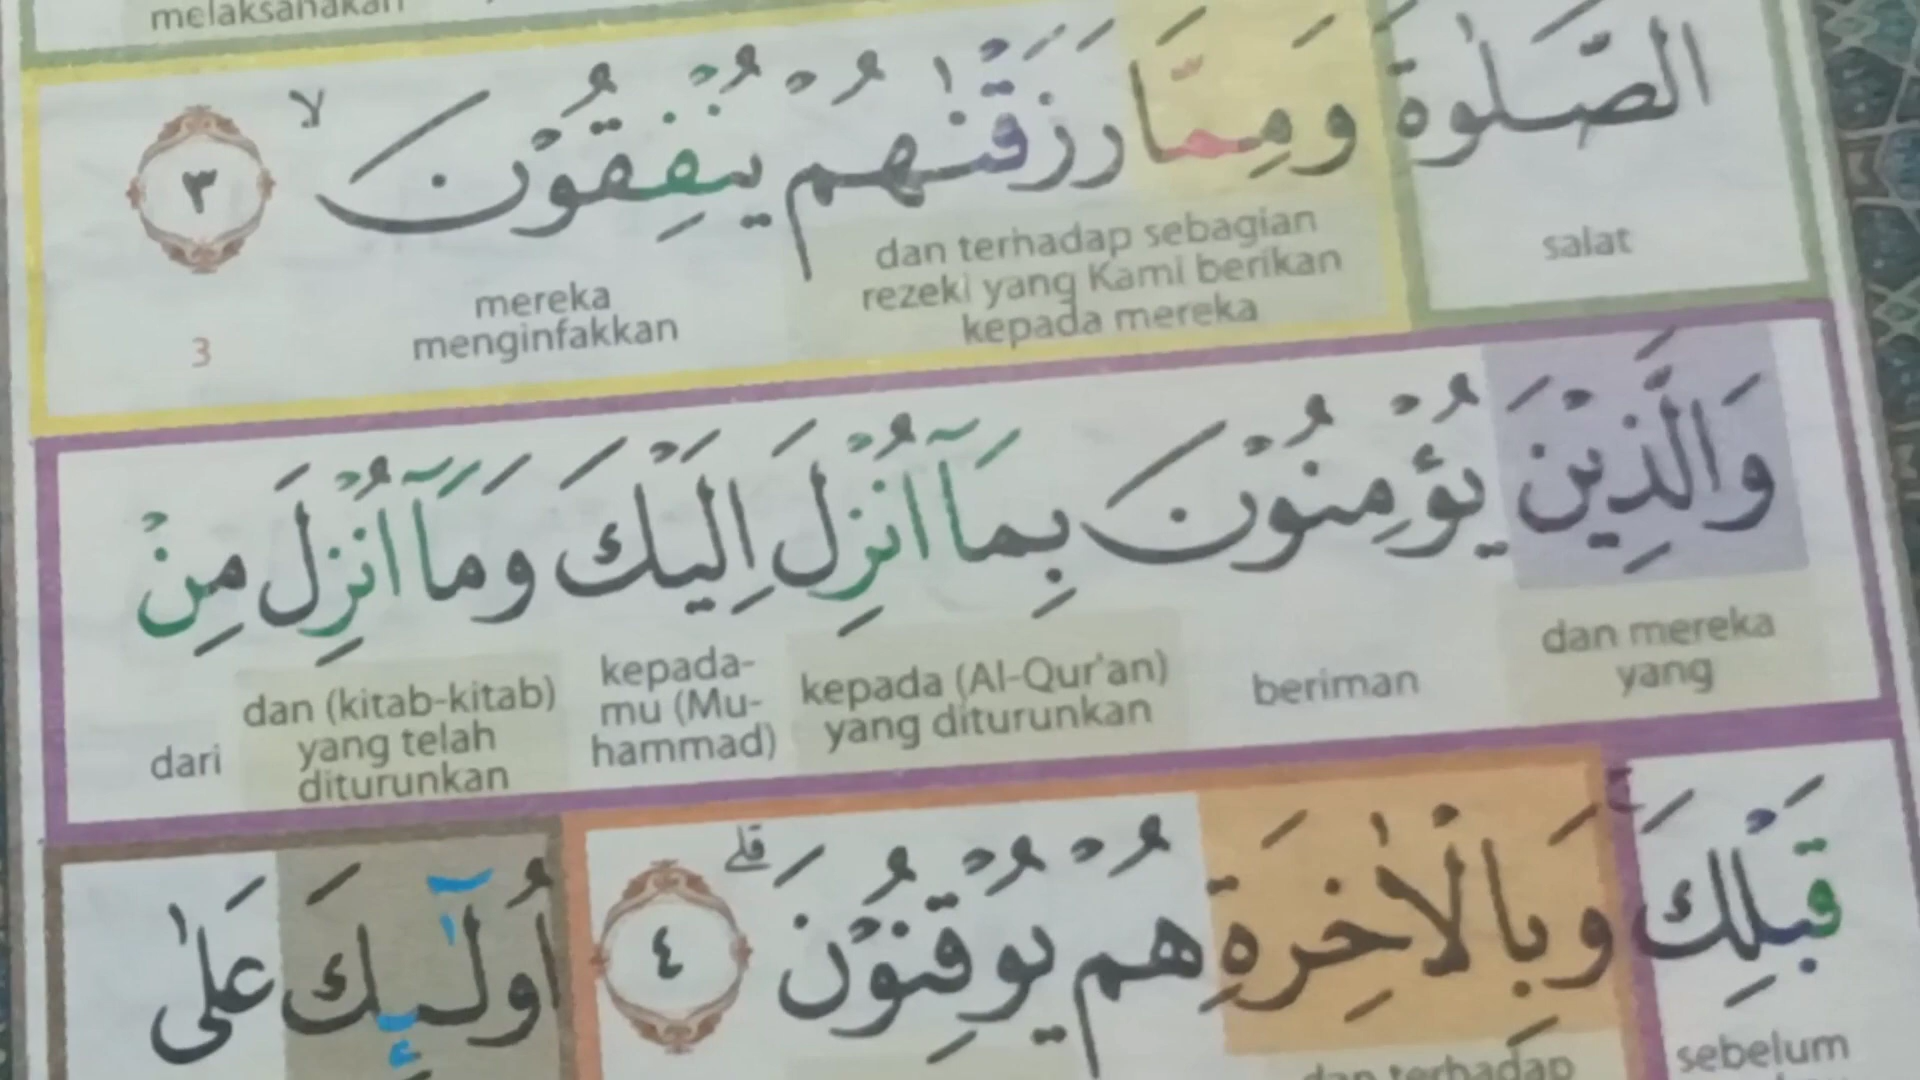 melaksanakan
الصَّلٰوةَ وَمِمَّا رَزَقْنٰهُمْ يُنْفِقُوْنَ ۙ ٣
salat
dan terhadap sebagian rezeki yang Kami berikan kepada mereka
mereka menginfakkan
3
وَالَّذِيْنَ يُؤْمِنُوْنَ بِمَآ اُنْزِلَ اِلَيْكَ وَمَآ اُنْزِلَ مِنْ
dan mereka yang
beriman
kepada (Al-Qur'an) yang diturunkan
kepada-mu (Mu-hammad)
dan (kitab-kitab) yang telah diturunkan
dari
قَبْلِكَ ۚ وَبِالْاٰخِرَةِ هُمْ يُوْقِنُوْنَ ۗ ٤ اُولٰۤىِٕكَ عَلٰى
sebelum
dan terhadap